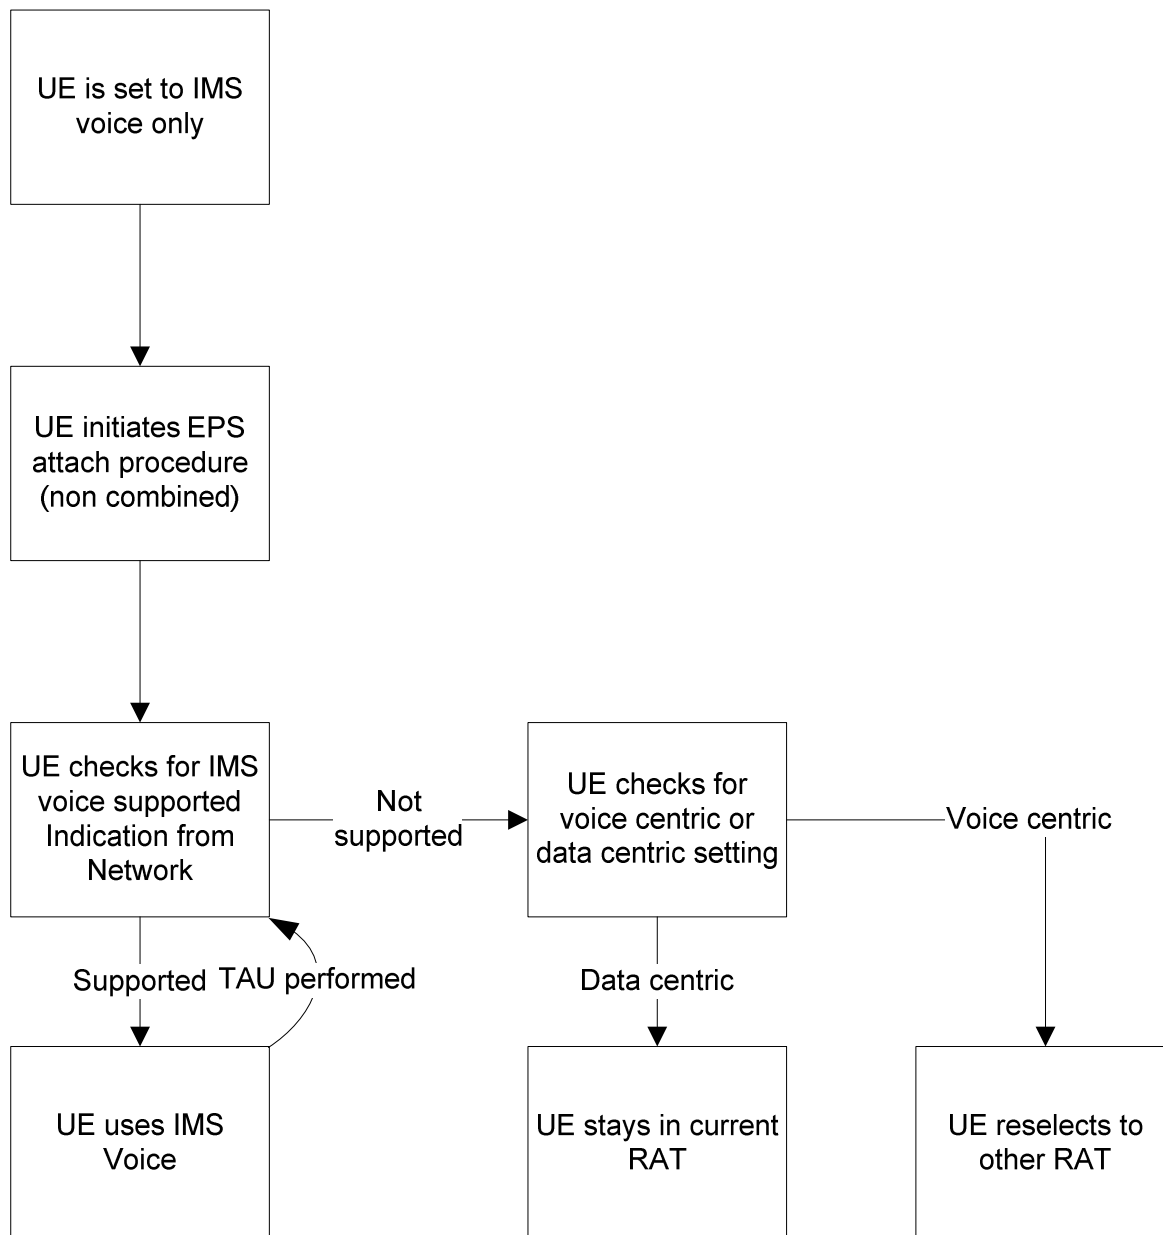 UE is set to IMS
voice only
UE initiates EPS
attach procedure
(non combined)
UE checks for IMS
voice supported
Indication from
Network
Not
supported
UE checks for
voice centric or
data centric setting
Voice centric
Supported
TAU performed
Data centric
UE uses IMS
Voice
UE stays in current
RAT
UE reselects to
other RAT